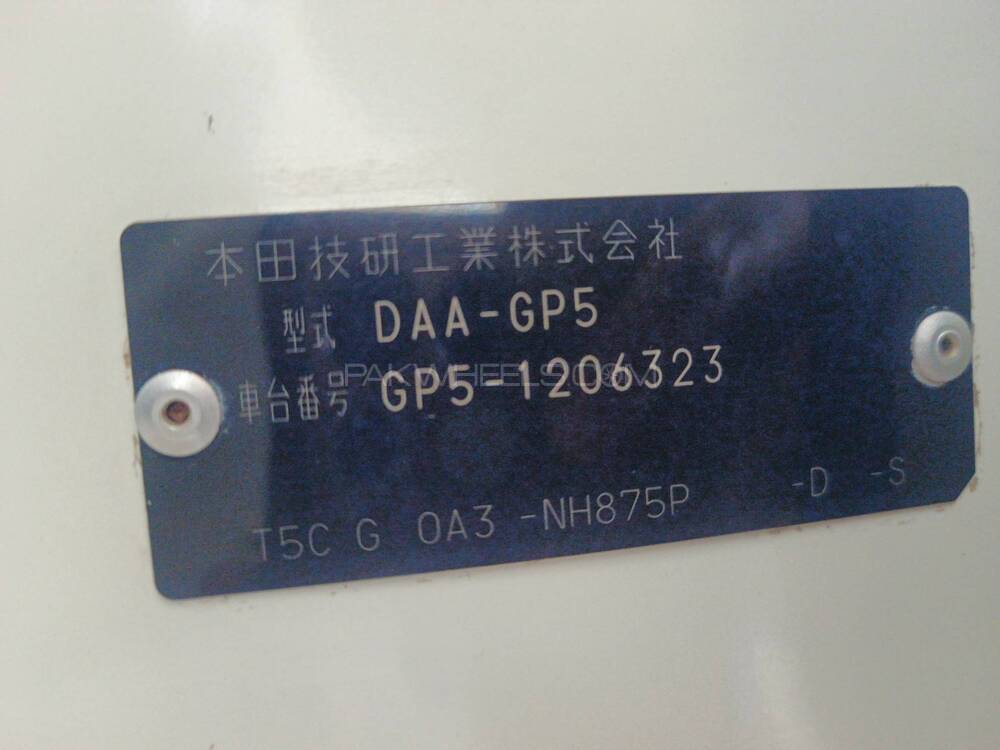 本田技研工業株式会社
型式 DAA-GP5
車台番号 GP5-1206323
PAKWHEELS.COM
T5C G 0A3 -NH875P -D -S